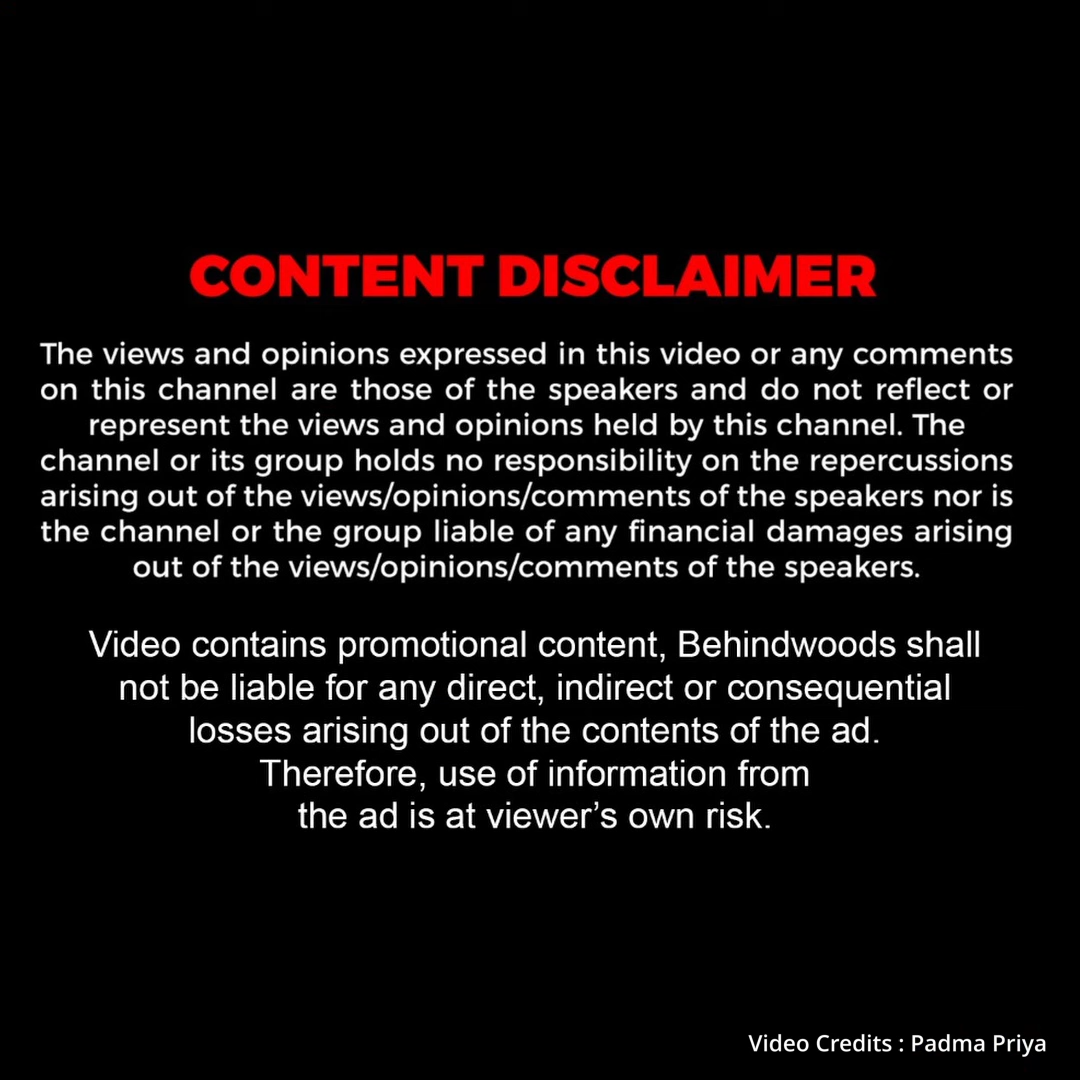 CONTENT DISCLAIMER
The views and opinions expressed in this video or any comments
on this channel are those of the speakers and do not reflect or
represent the views and opinions held by this channel. The
channel or its group holds no responsibility on the repercussions
arising out of the views/opinions/comments of the speakers nor is
the channel or the group liable of any financial damages arising
out of the views/opinions/comments of the speakers.
Video contains promotional content, Behindwoods shall
not be liable for any direct, indirect or consequential
losses arising out of the contents of the ad.
Therefore, use of information from
the ad is at viewer’s own risk.
Video Credits : Padma Priya